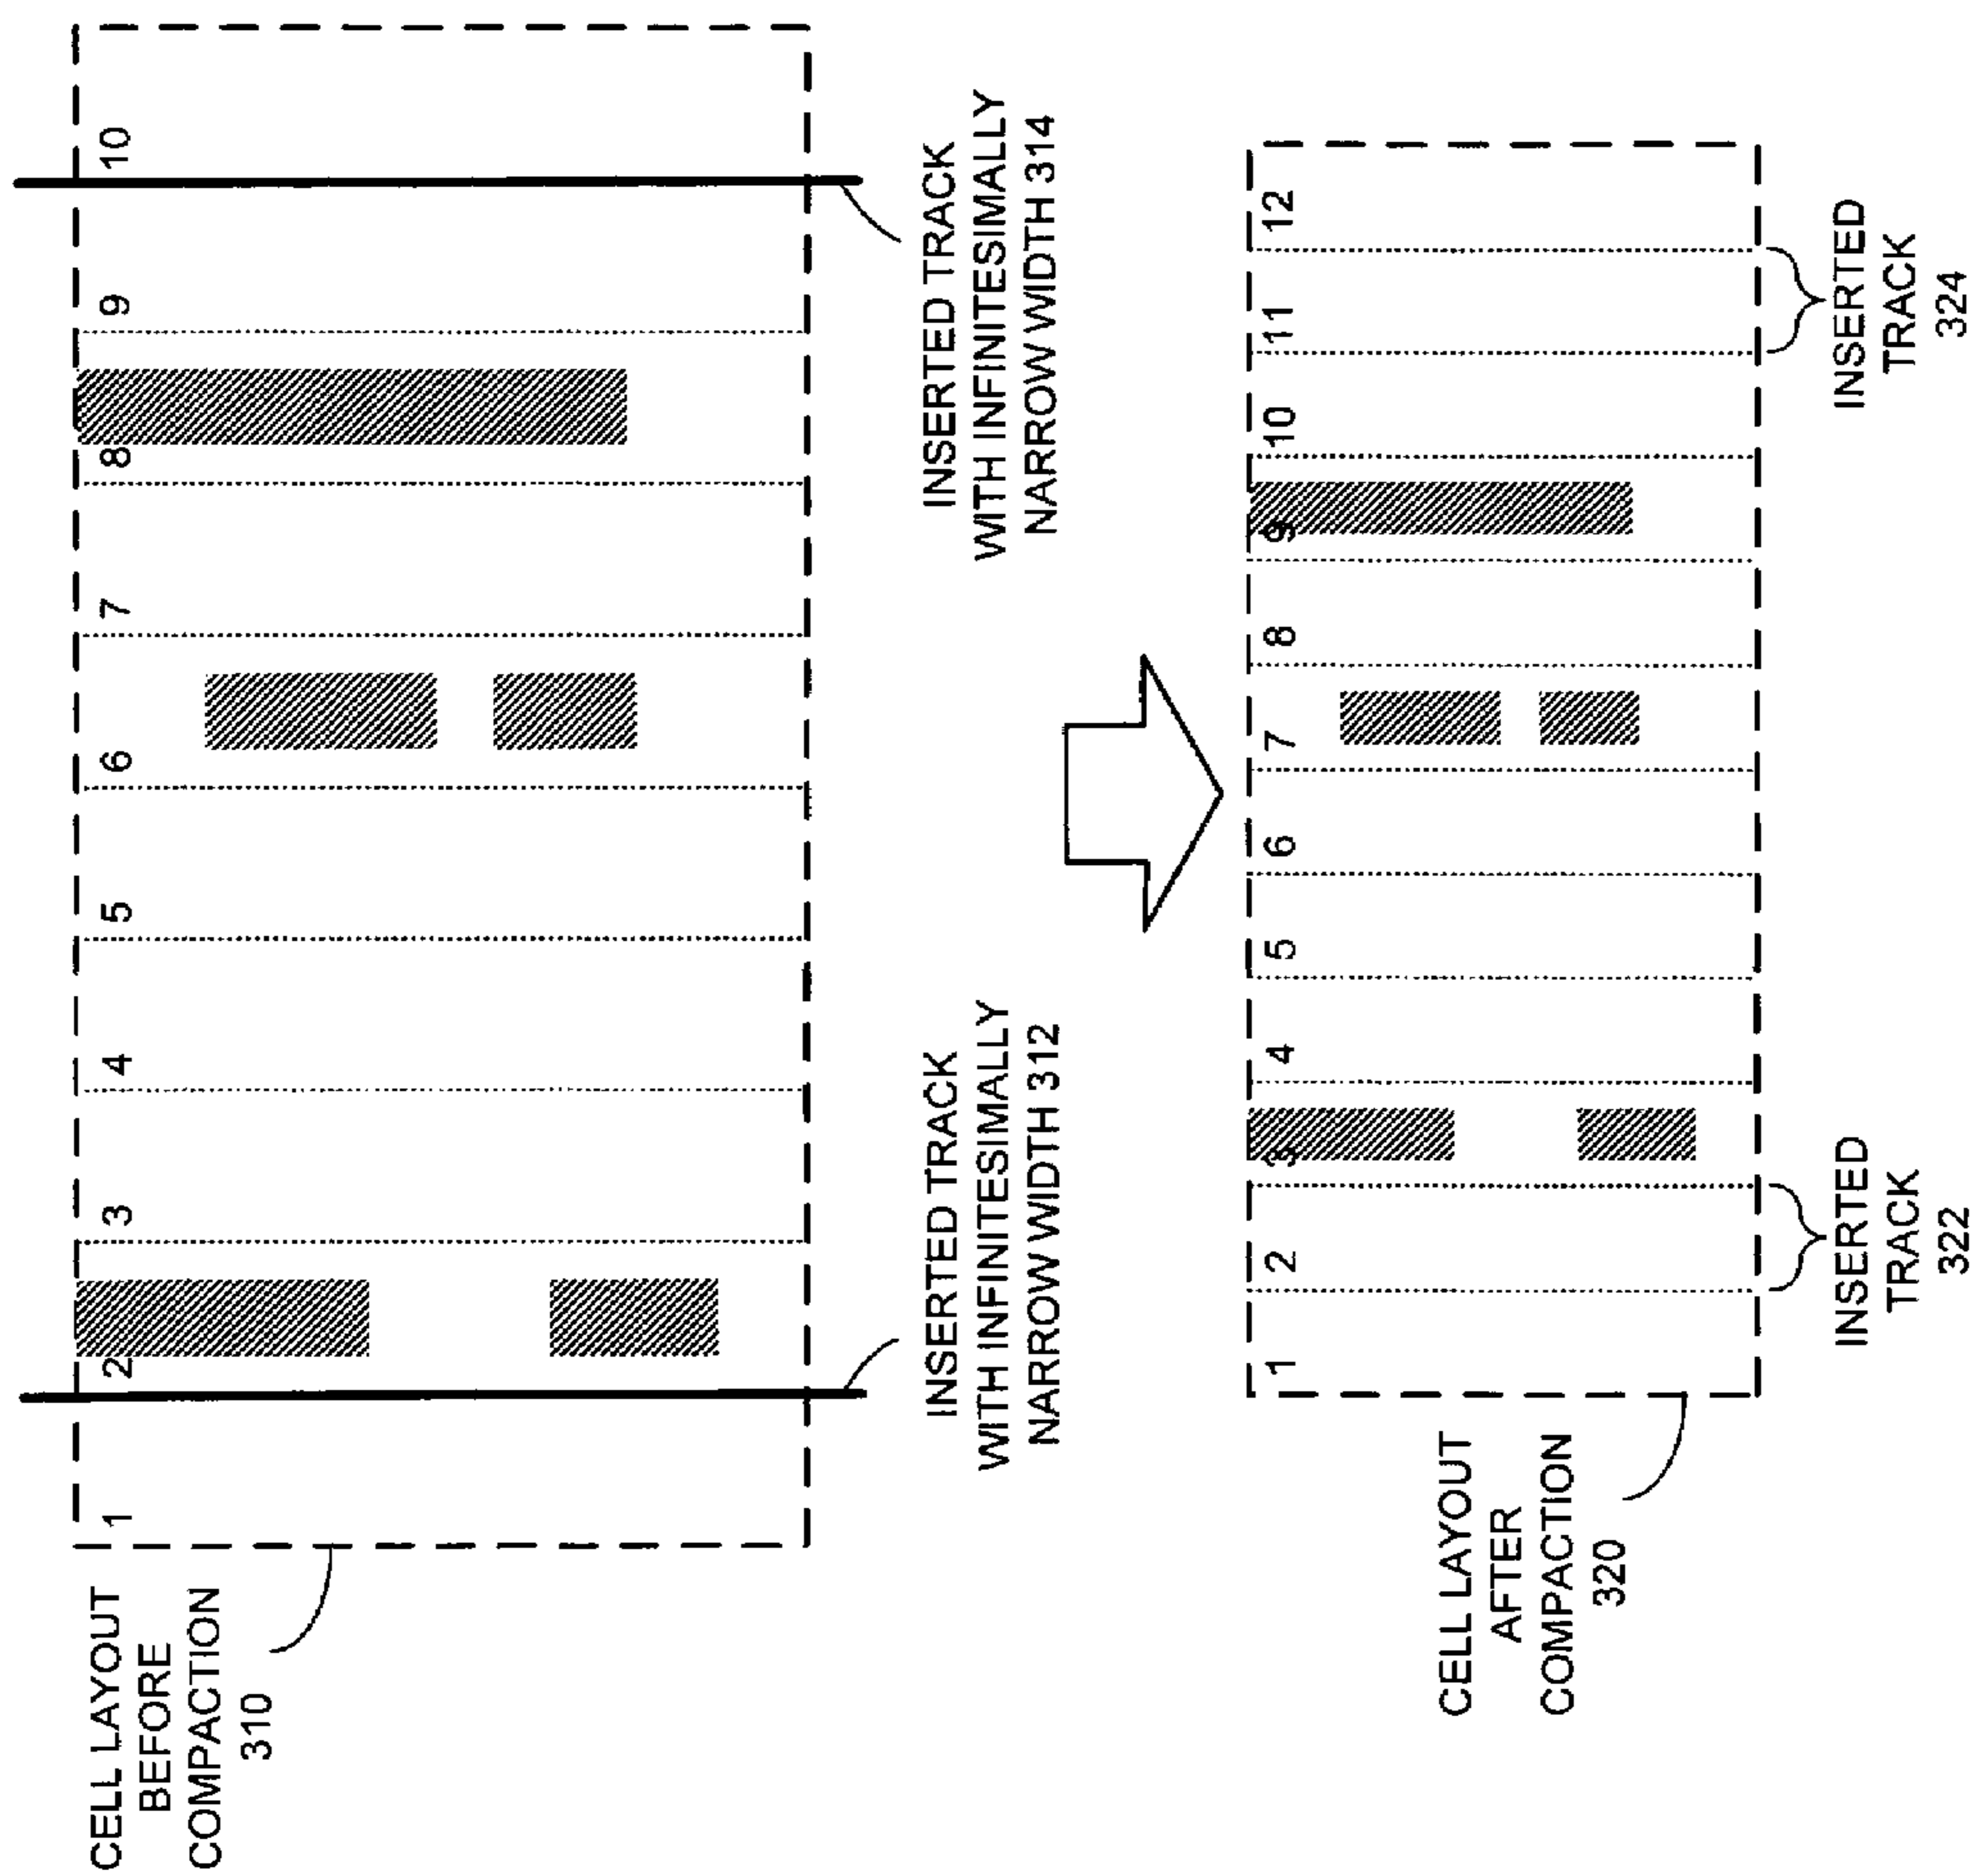 CELL LAYOUT
BEFORE
COMPACTION
310
1
2
3
4
5
6
7
8
9
10
INSERTED TRACK
WITH INFINITESIMALLY
NARROW WIDTH 312
INSERTED TRACK
WITH INFINITESIMALLY
NARROW WIDTH 314
CELL LAYOUT
AFTER
COMPACTION
320
1
2
3
4
5
6
7
8
9
10
11
12
INSERTED
TRACK
322
INSERTED
TRACK
324